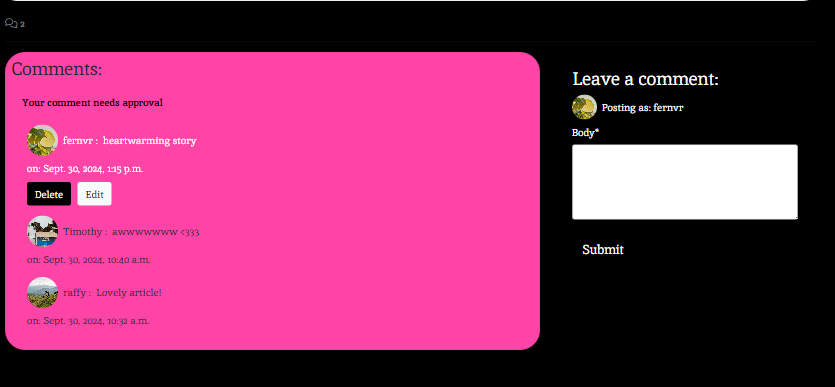 2
Comments:
Your comment needs approval
fernvr : heartwarming story
on: Sept. 30, 2024, 1:15 p.m.
Delete Edit
Timothy : awwwwwww <333
on: Sept. 30, 2024, 10:40 a.m.
raffy : Lovely article!
on: Sept. 30, 2024, 10:32 a.m.
Leave a comment:
Posting as: fernvr
Body*
Submit